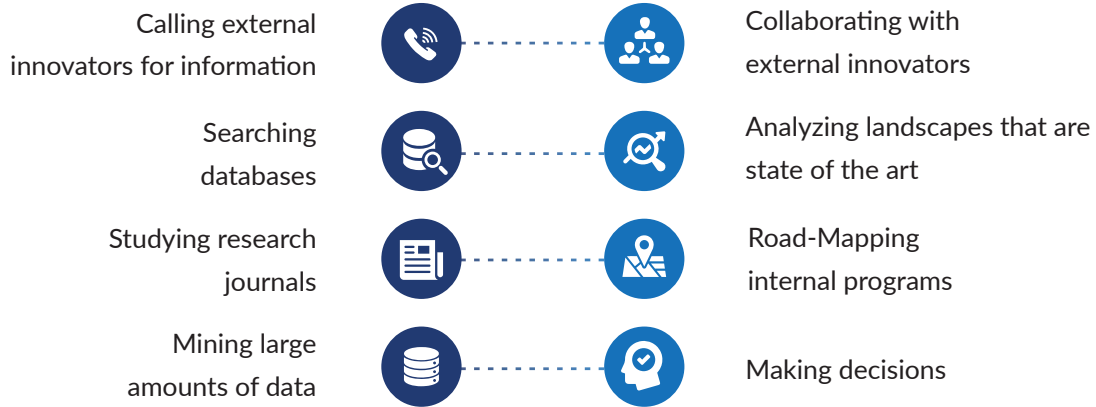 Calling external
innovators for information
Collaborating with
external innovators
Searching
databases
Analyzing landscapes that are
state of the art
Studying research
journals
Road-Mapping
internal programs
Mining large
amounts of data
Making decisions